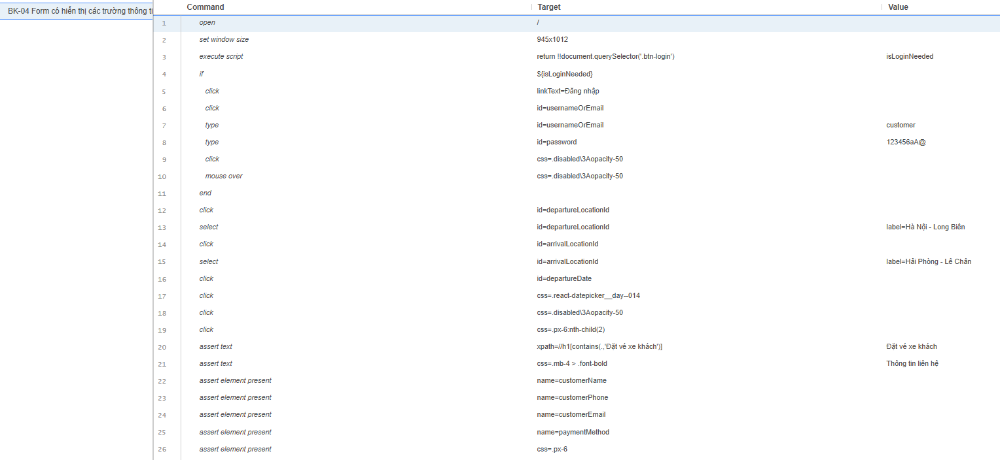 BK-04 Form có hiển thị các trường thông ti
Command Target Value
1 open /
2 set window size 945x1012
3 execute script return !!document.querySelector('.btn-login') isLoginNeeded
4 if ${isLoginNeeded}
5 click linkText=Đăng nhập
6 click id=usernameOrEmail
7 type id=usernameOrEmail customer
8 type id=password 123456aA@
9 click css=.disabled\3Aopacity-50
10 mouse over css=.disabled\3Aopacity-50
11 end
12 click id=departureLocationId
13 select id=departureLocationId label=Hà Nội - Long Biên
14 click id=arrivalLocationId
15 select id=arrivalLocationId label=Hải Phòng - Lê Chân
16 click id=departureDate
17 click css=.react-datepicker__day--014
18 click css=.disabled\3Aopacity-50
19 click css=.px-6:nth-child(2)
20 assert text xpath=//h1[contains(.,'Đặt vé xe khách')] Đặt vé xe khách
21 assert text css=.mb-4 > .font-bold Thông tin liên hệ
22 assert element present name=customerName
23 assert element present name=customerPhone
24 assert element present name=customerEmail
25 assert element present name=paymentMethod
26 assert element present css=.px-6